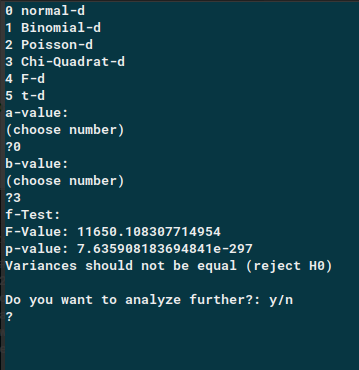 0 normal-d
1 Binomial-d
2 Poisson-d
3 Chi-Quadrat-d
4 F-d
5 t-d
a-value:
(choose number)
?0
b-value:
(choose number)
?3
f-Test:
F-Value: 11650.108307714954
p-value: 7.635908183694841e-297
Variances should not be equal (reject H0)
Do you want to analyze further?: y/n
?